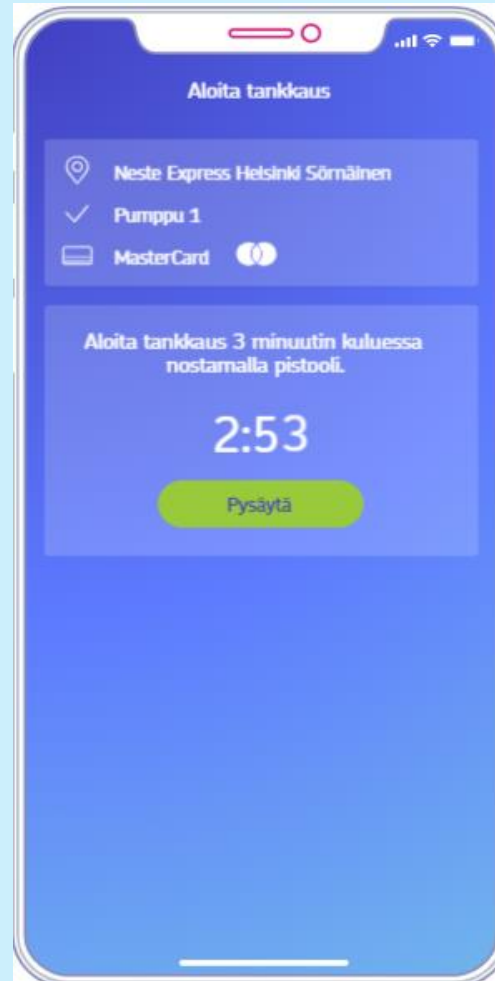 Aloita tankkaus
Neste Express Helsinki Sörnäinen
Pumppu 1
MasterCard
Aloita tankkaus 3 minuutin kuluessa
nostamalla pistooli.
2:53
Pysäytä